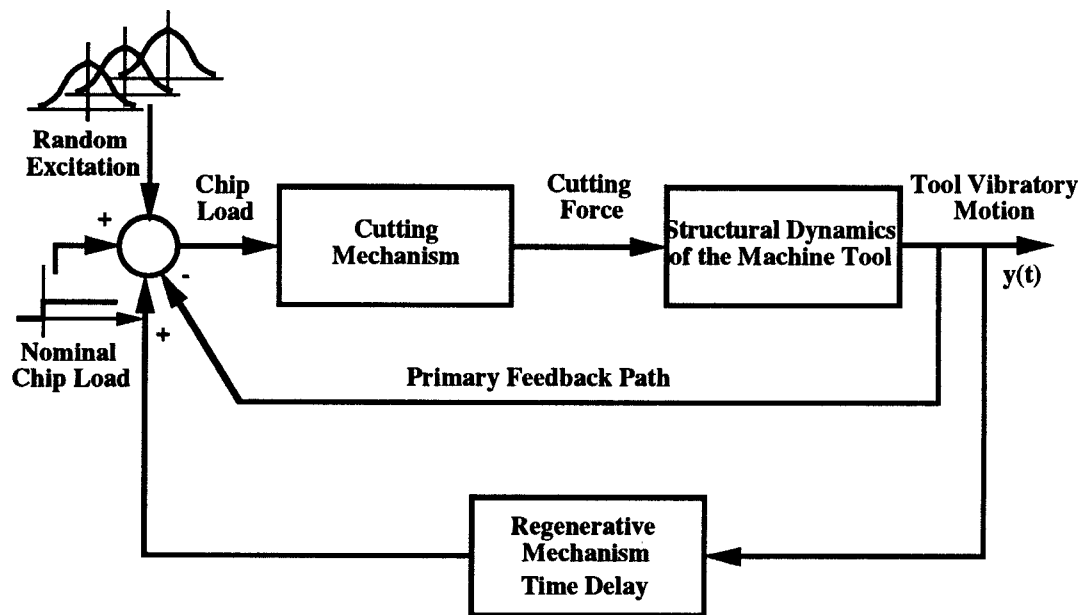 Random
Excitation
Chip
Load
Cutting
Force
Tool Vibratory
Motion
+
Cutting
Mechanism
Structural Dynamics
of the Machine Tool
-
y(t)
+
Nominal
Chip Load
Primary Feedback Path
Regenerative
Mechanism
Time Delay